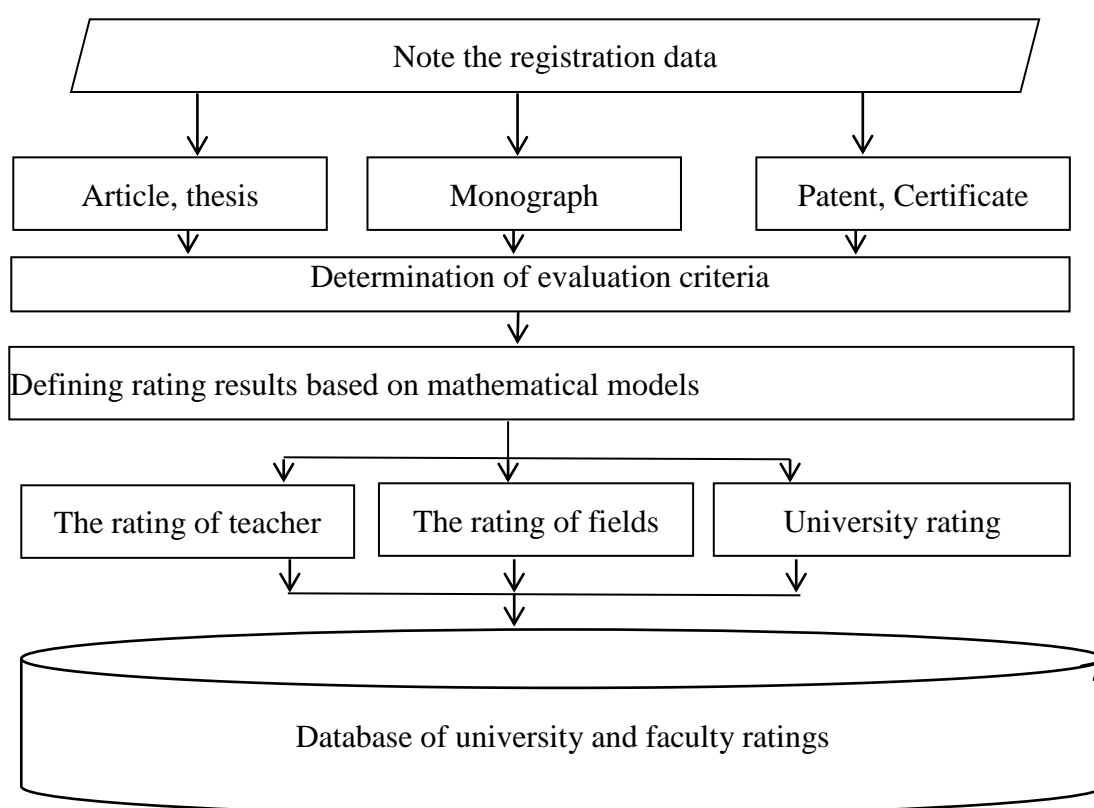 Note the registration data
Article, thesis
Monograph
Patent, Certificate
Determination of evaluation criteria
Defining rating results based on mathematical models
The rating of teacher
The rating of fields
University rating
Database of university and faculty ratings